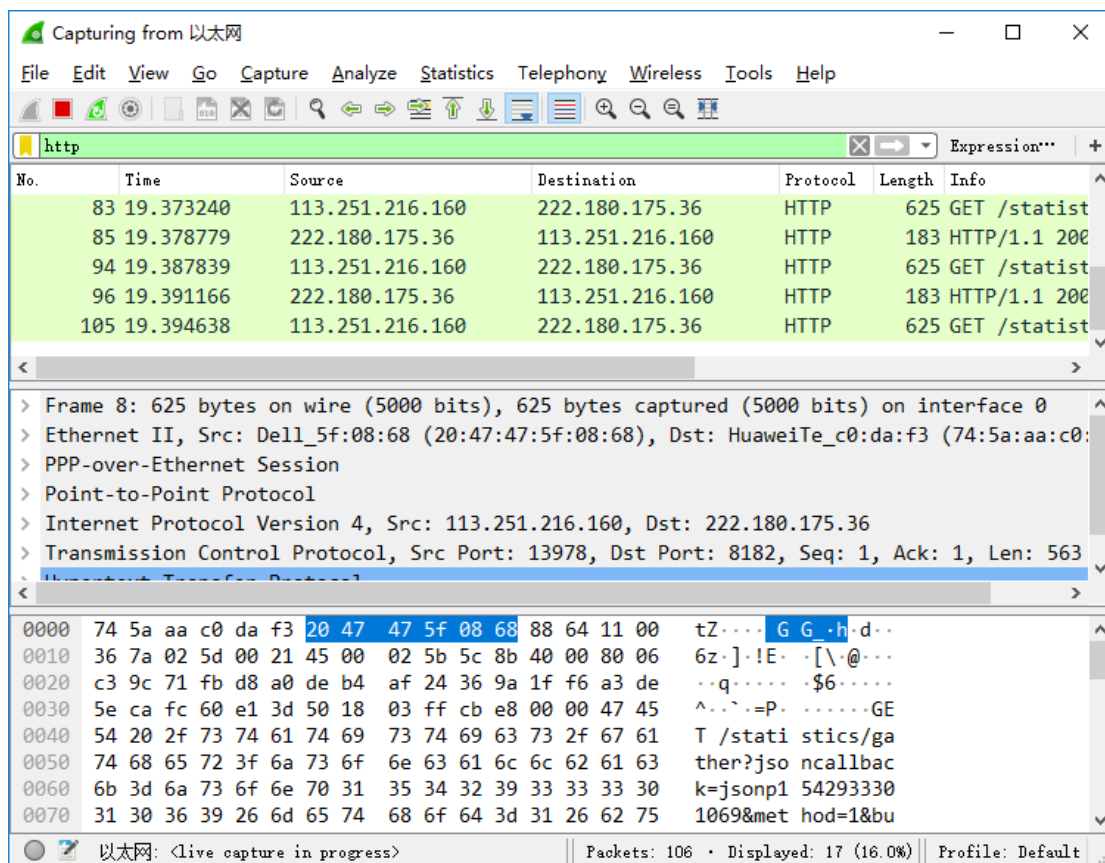 Capturing from 以太网
File Edit View Go Capture Analyze Statistics Telephony Wireless Tools Help
http Expression… +
No. Time Source Destination Protocol Length Info
83 19.373240 113.251.216.160 222.180.175.36 HTTP 625 GET /statist
85 19.378779 222.180.175.36 113.251.216.160 HTTP 183 HTTP/1.1 200
94 19.387839 113.251.216.160 222.180.175.36 HTTP 625 GET /statist
96 19.391166 222.180.175.36 113.251.216.160 HTTP 183 HTTP/1.1 200
105 19.394638 113.251.216.160 222.180.175.36 HTTP 625 GET /statist
> Frame 8: 625 bytes on wire (5000 bits), 625 bytes captured (5000 bits) on interface 0
> Ethernet II, Src: Dell_5f:08:68 (20:47:47:5f:08:68), Dst: HuaweiTe_c0:da:f3 (74:5a:aa:c0:
> PPP-over-Ethernet Session
> Point-to-Point Protocol
> Internet Protocol Version 4, Src: 113.251.216.160, Dst: 222.180.175.36
> Transmission Control Protocol, Src Port: 13978, Dst Port: 8182, Seq: 1, Ack: 1, Len: 563
> Hypertext Transfer Protocol
0000 74 5a aa c0 da f3 20 47 47 5f 08 68 88 64 11 00 tZ···· G G_·h·d··
0010 36 7a 02 5d 00 21 45 00 02 5b 5c 8b 40 00 80 06 6z·]·!E· ·[\·@···
0020 c3 9c 71 fb d8 a0 de b4 af 24 36 9a 1f f6 a3 de ··q····· ·$6·····
0030 5e ca fc 60 e1 3d 50 18 03 ff cb e8 00 00 47 45 ^··`·=P· ······GE
0040 54 20 2f 73 74 61 74 69 73 74 69 63 73 2f 67 61 T /stati stics/ga
0050 74 68 65 72 3f 6a 73 6f 6e 63 61 6c 6c 62 61 63 ther?jso ncallbac
0060 6b 3d 6a 73 6f 6e 70 31 35 34 32 39 33 33 33 30 k=jsonp1 54293330
0070 31 30 36 39 26 6d 65 74 68 6f 64 3d 31 26 62 75 1069&met hod=1&bu
以太网: <live capture in progress> Packets: 106 · Displayed: 17 (16.0%) Profile: Default